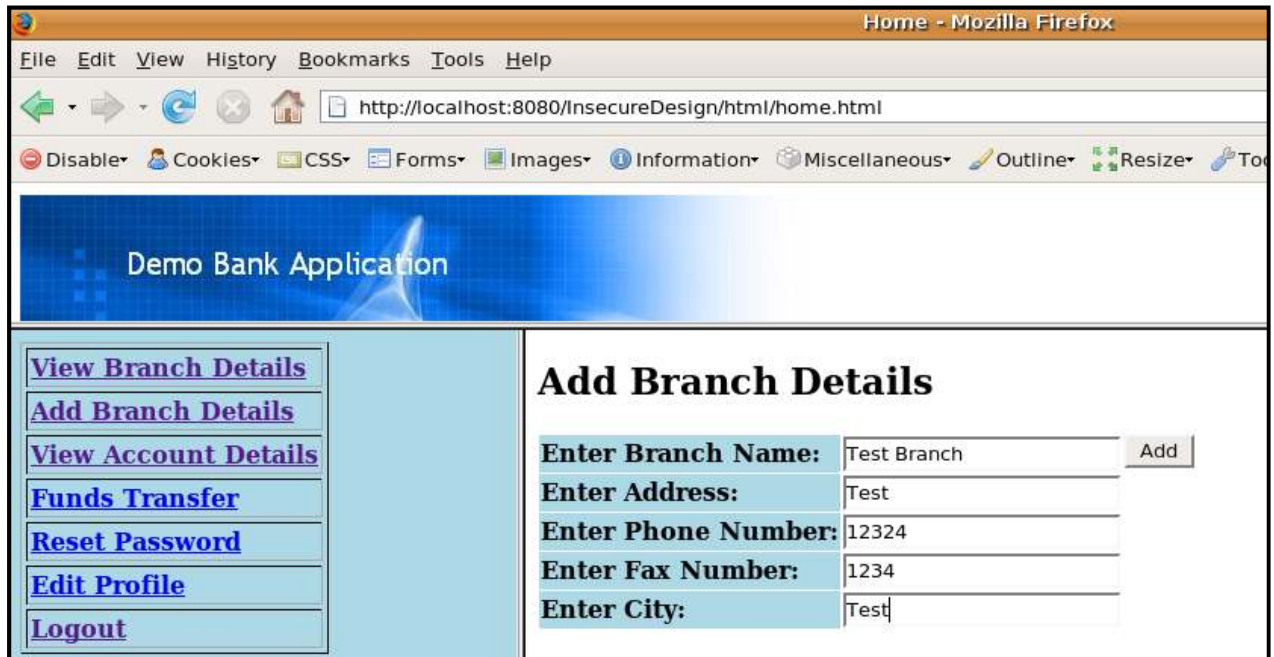 Home - Mozilla Firefox
File Edit View History Bookmarks Tools Help
http://localhost:8080/InsecureDesign/html/home.html
Disable Cookies CSS Forms Images Information Miscellaneous Outline Resize
Demo Bank Application
View Branch Details
Add Branch Details
View Account Details
Funds Transfer
Reset Password
Edit Profile
Logout
Add Branch Details
Enter Branch Name: Test Branch Add
Enter Address: Test
Enter Phone Number: 12324
Enter Fax Number: 1234
Enter City: Test